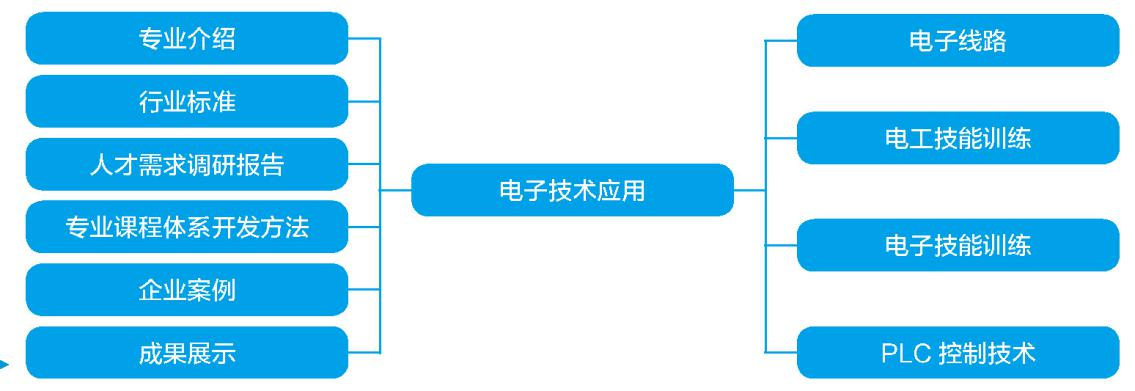 专业介绍
行业标准
人才需求调研报告
专业课程体系开发方法
企业案例
成果展示
电子技术应用
电子线路
电工技能训练
电子技能训练
PLC 控制技术